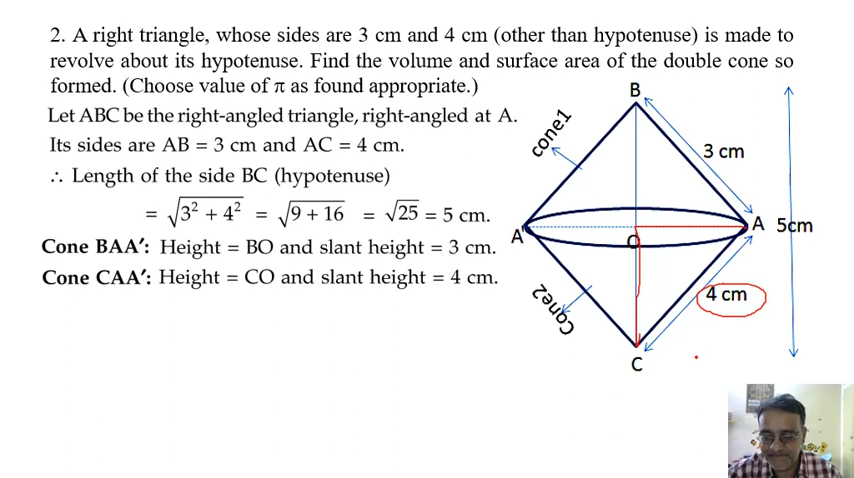 2. A right triangle, whose sides are 3 cm and 4 cm (other than hypotenuse) is made to
revolve about its hypotenuse. Find the volume and surface area of the double cone so
formed. (Choose value of π as found appropriate.)
Let ABC be the right-angled triangle, right-angled at A.
Its sides are AB = 3 cm and AC = 4 cm.
∴ Length of the side BC (hypotenuse)
= √(3² + 4²) = √(9 + 16) = √25 = 5 cm.
Cone BAA′: Height = BO and slant height = 3 cm.
Cone CAA′: Height = CO and slant height = 4 cm.
B
cone1
3 cm
A'
O
A
5cm
4 cm
Cone2
C